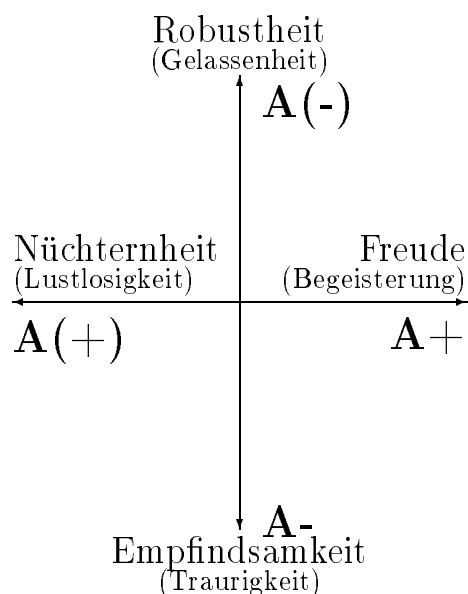 Robustheit
(Gelassenheit)
A(-)
Nüchternheit
(Lustlosigkeit)
A(+)
Freude
(Begeisterung)
A+
A-
Empfindsamkeit
(Traurigkeit)